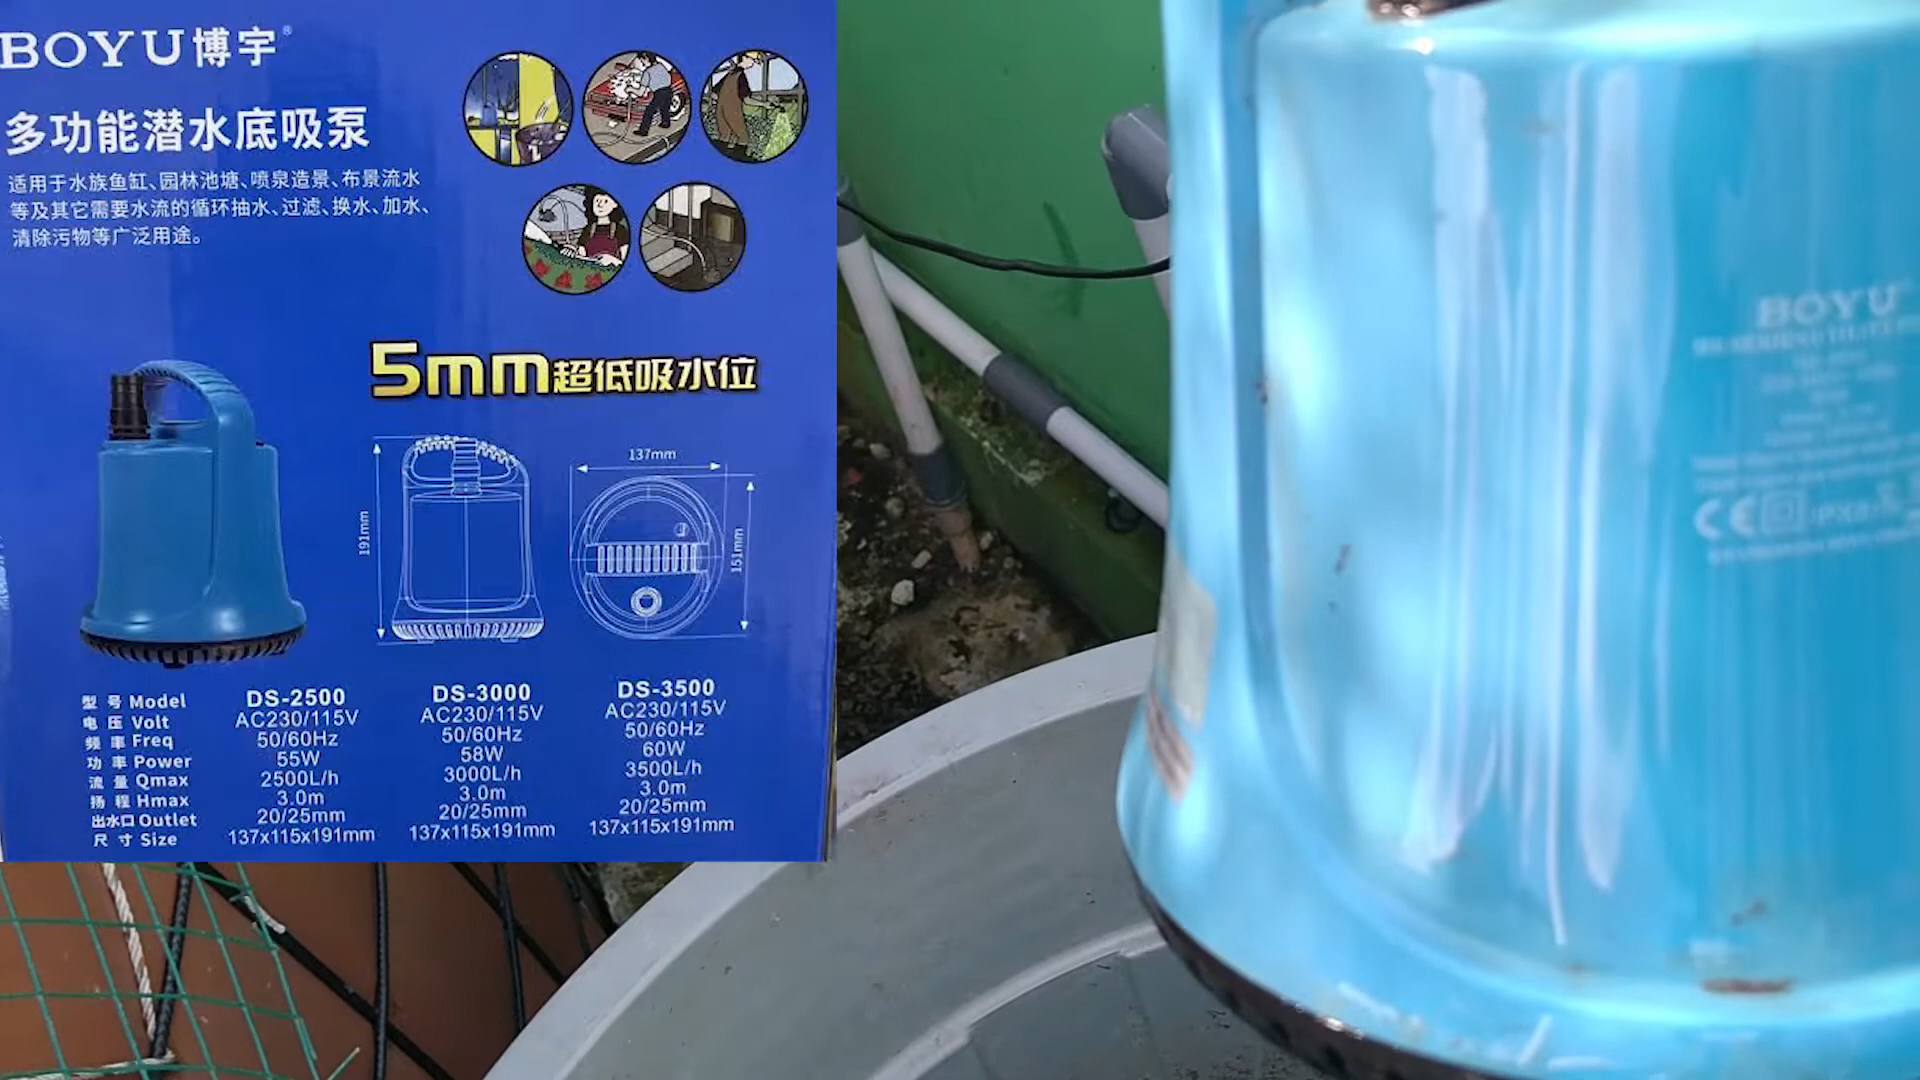 BOYU博宇®
多功能潜水底吸泵
适用于水族鱼缸、园林池塘、喷泉造景、布景流水
等及其它需要水流的循环抽水、过滤、换水、加水、
清除污物等广泛用途。
5mm超低吸水位
137mm
191mm
151mm
型号 Model DS-2500 DS-3000 DS-3500
电压 Volt AC230/115V AC230/115V AC230/115V
频率 Freq 50/60Hz 50/60Hz 50/60Hz
功率 Power 55W 58W 60W
流量 Qmax 2500L/h 3000L/h 3500L/h
扬程 Hmax 3.0m 3.0m 3.0m
出水口 Outlet 20/25mm 20/25mm 20/25mm
尺寸 Size 137x115x191mm 137x115x191mm 137x115x191mm
BOYU
CE IPX8